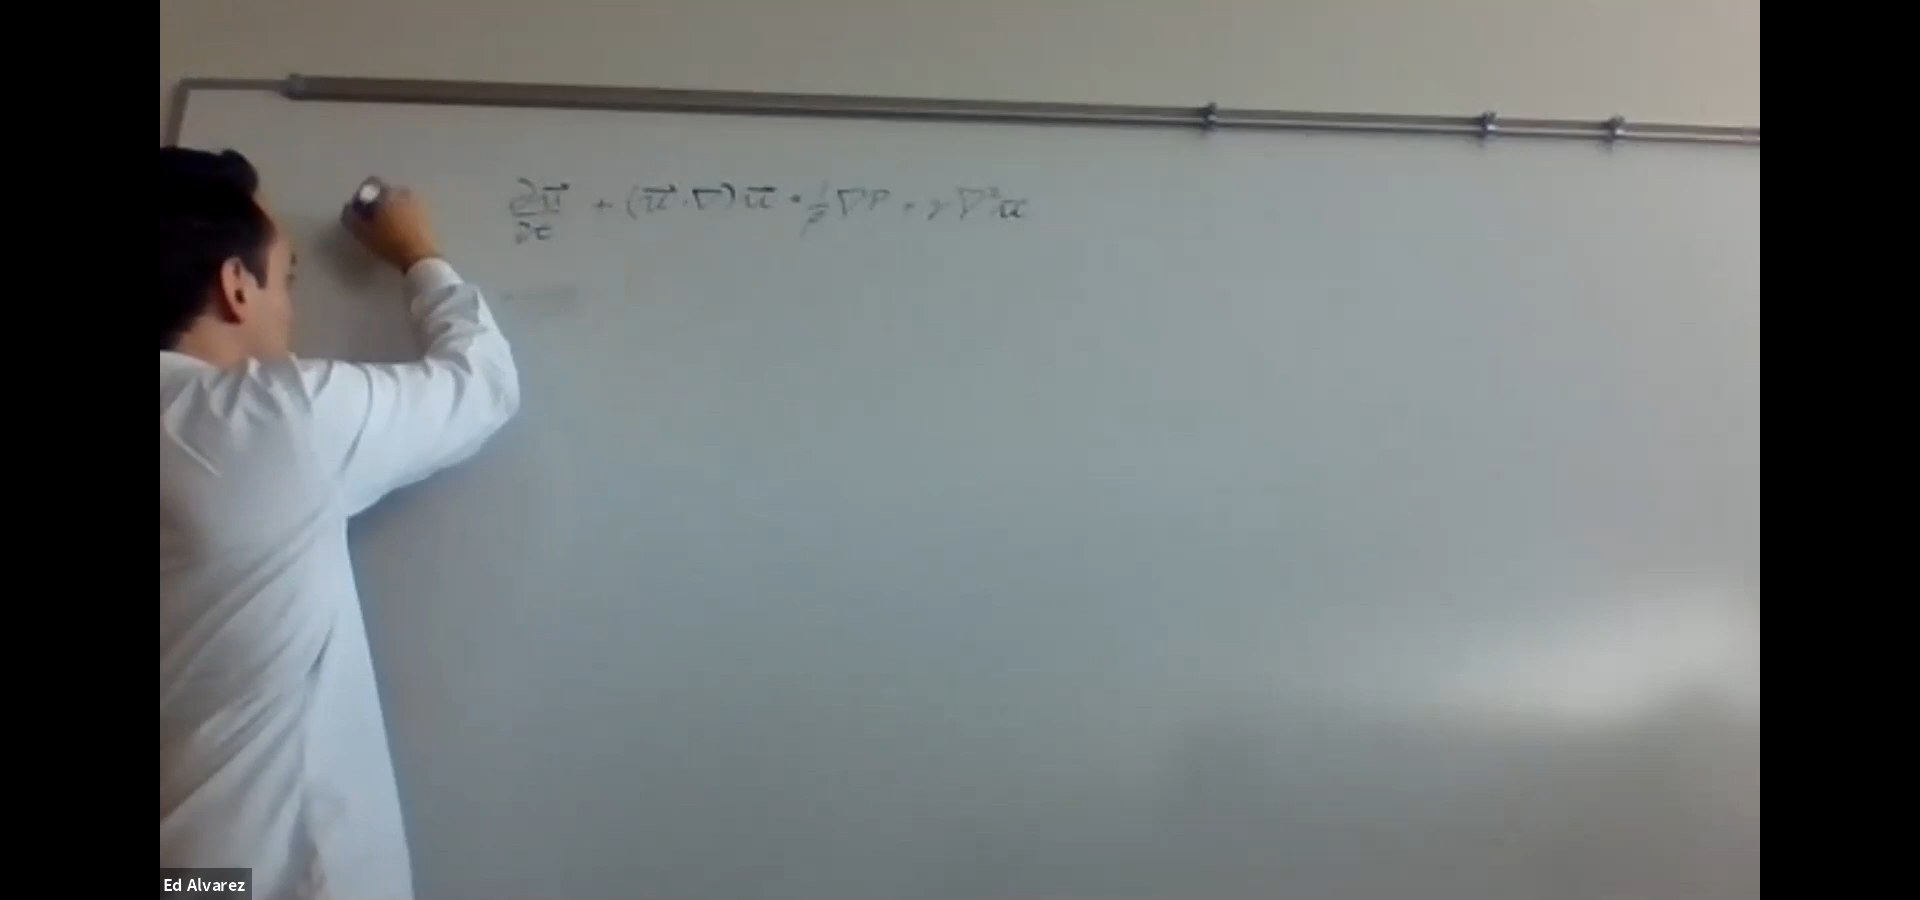 ∂u⃗/∂t + (u⃗·∇)u⃗ = 1/ρ ∇P + γ∇²u
Ed Alvarez